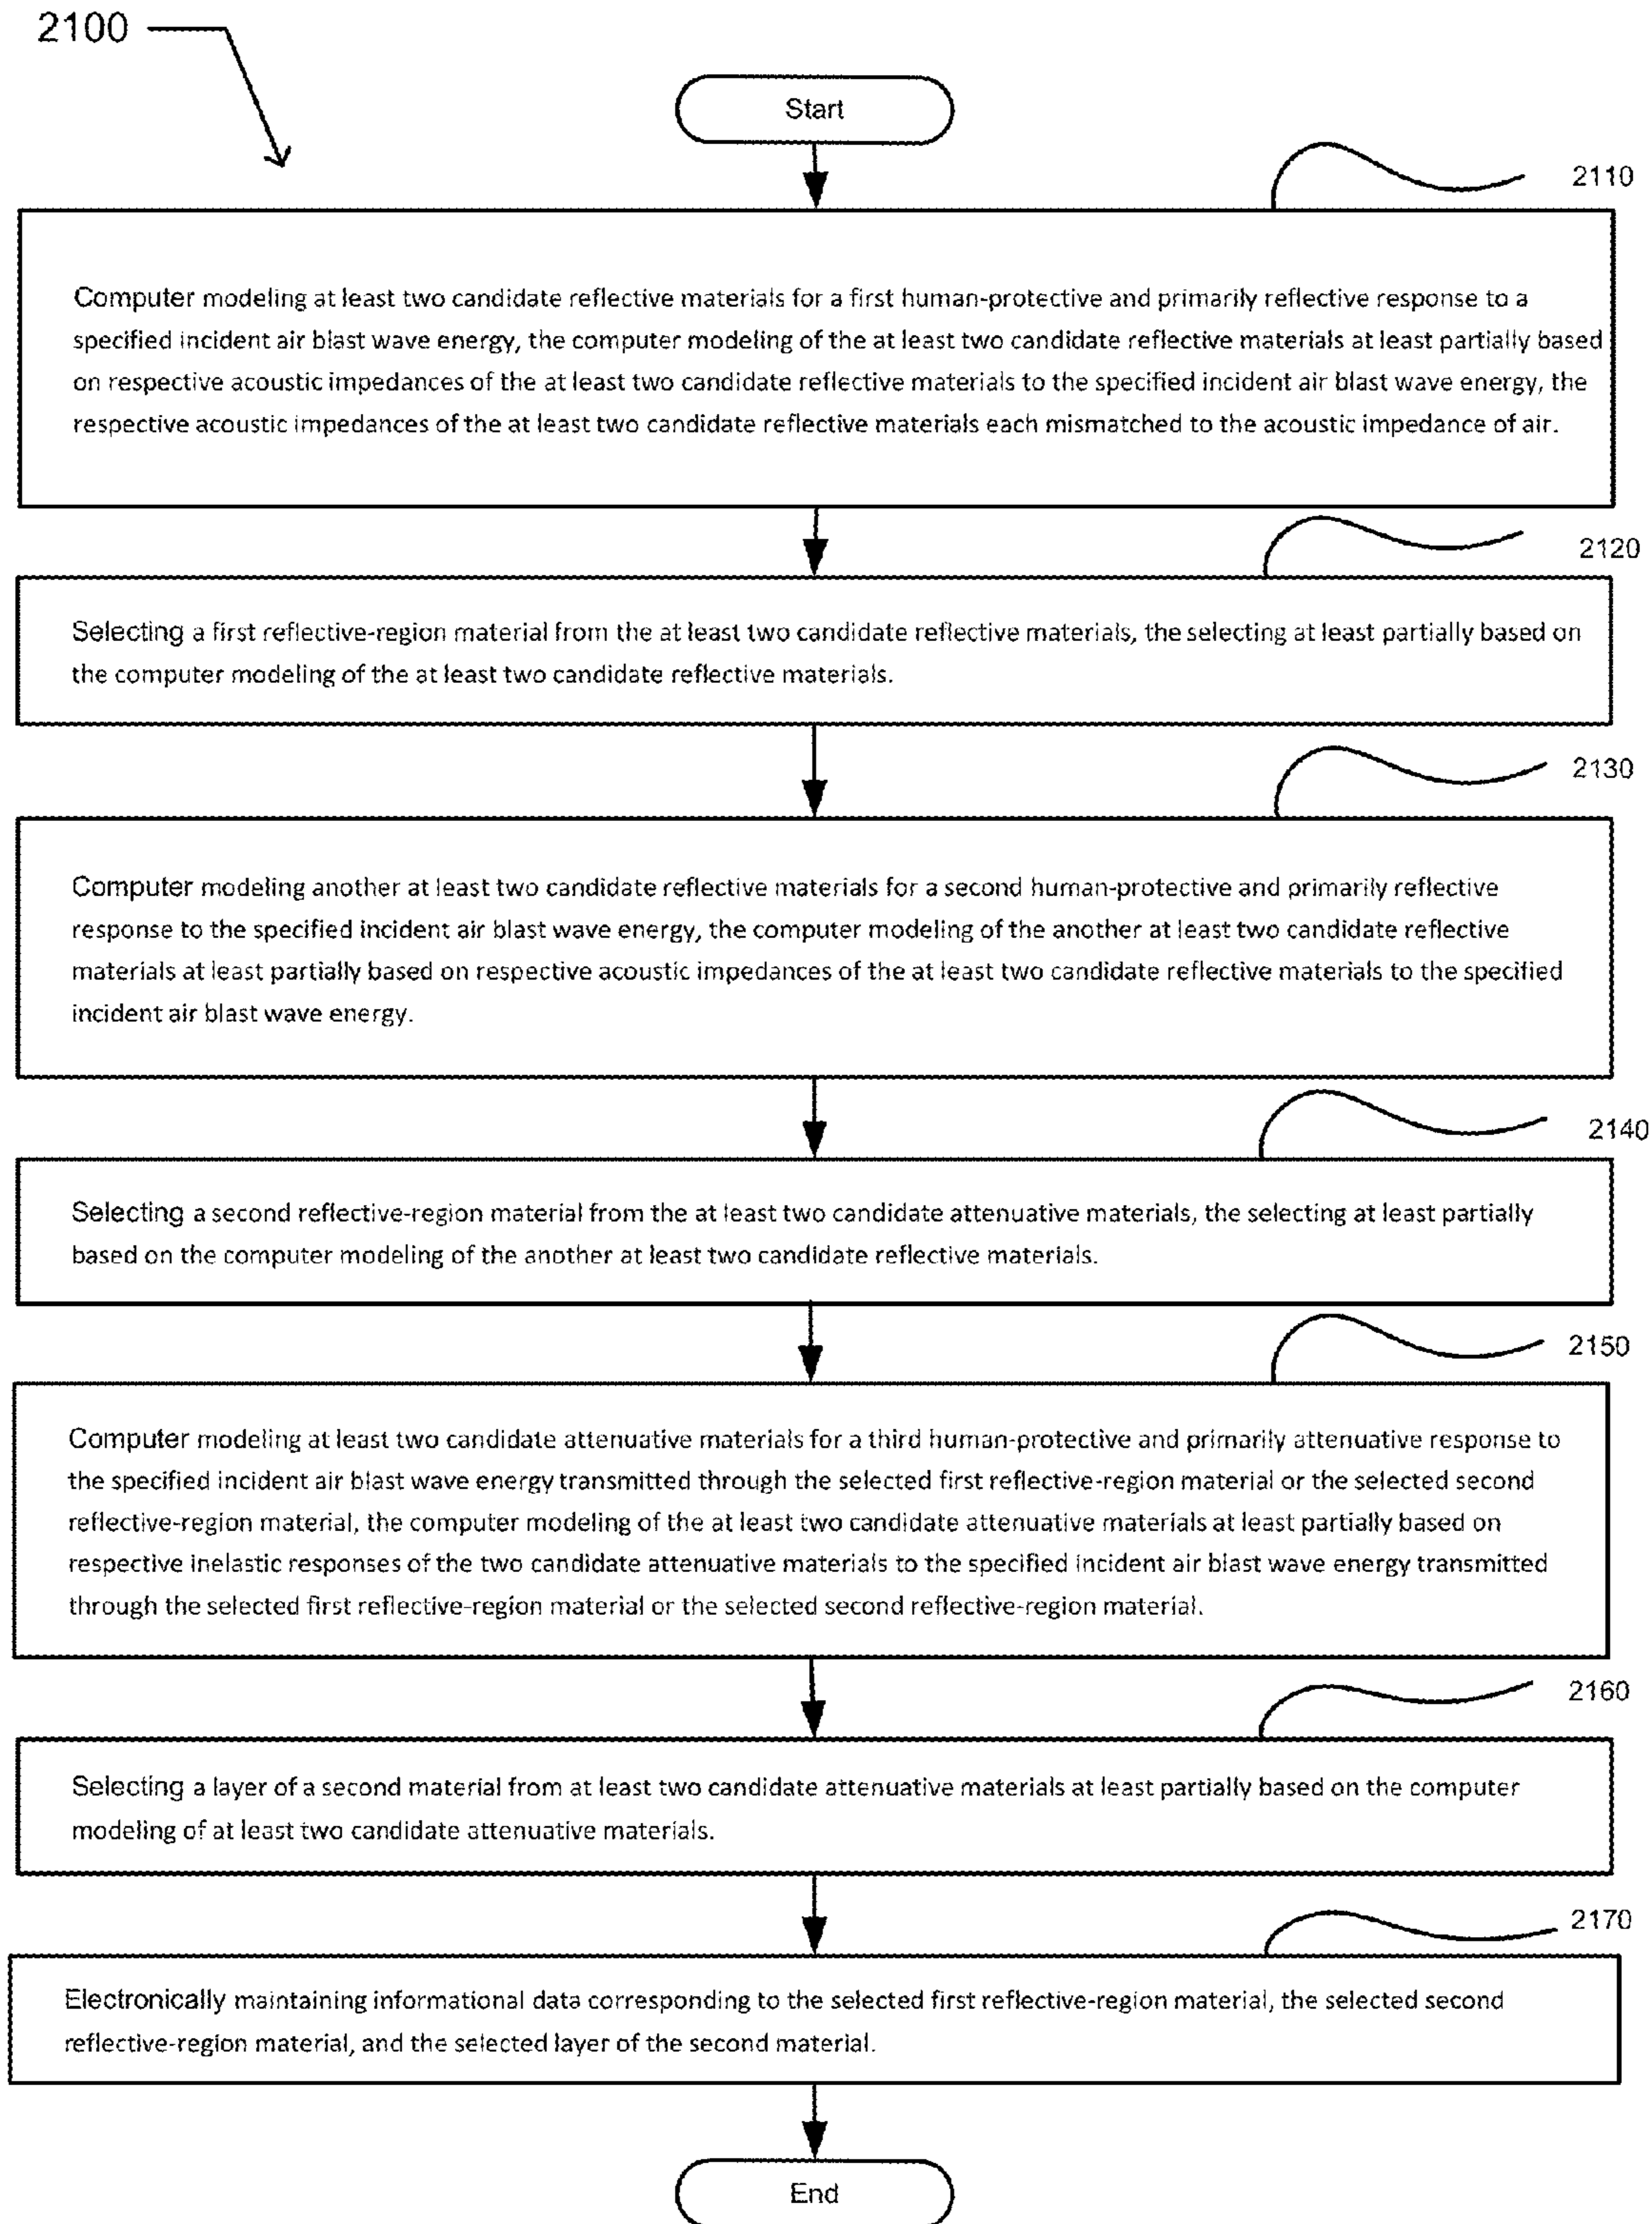 2100
Start
2110
Computer modeling at least two candidate reflective materials for a first human-protective and primarily reflective response to a
specified incident air blast wave energy, the computer modeling of the at least two candidate reflective materials at least partially based
on respective acoustic impedances of the at least two candidate reflective materials to the specified incident air blast wave energy, the
respective acoustic impedances of the at least two candidate reflective materials each mismatched to the acoustic impedance of air.
2120
Selecting a first reflective-region material from the at least two candidate reflective materials, the selecting at least partially based on
the computer modeling of the at least two candidate reflective materials.
2130
Computer modeling another at least two candidate reflective materials for a second human-protective and primarily reflective
response to the specified incident air blast wave energy, the computer modeling of the another at least two candidate reflective
materials at least partially based on respective acoustic impedances of the at least two candidate reflective materials to the specified
incident air blast wave energy.
2140
Selecting a second reflective-region material from the at least two candidate attenuative materials, the selecting at least partially
based on the computer modeling of the another at least two candidate reflective materials.
2150
Computer modeling at least two candidate attenuative materials for a third human-protective and primarily attenuative response to
the specified incident air blast wave energy transmitted through the selected first reflective-region material or the selected second
reflective-region material, the computer modeling of the at least two candidate attenuative materials at least partially based on
respective inelastic responses of the two candidate attenuative materials to the specified incident air blast wave energy transmitted
through the selected first reflective-region material or the selected second reflective-region material.
2160
Selecting a layer of a second material from at least two candidate attenuative materials at least partially based on the computer
modeling of at least two candidate attenuative materials.
2170
Electronically maintaining informational data corresponding to the selected first reflective-region material, the selected second
reflective-region material, and the selected layer of the second material.
End